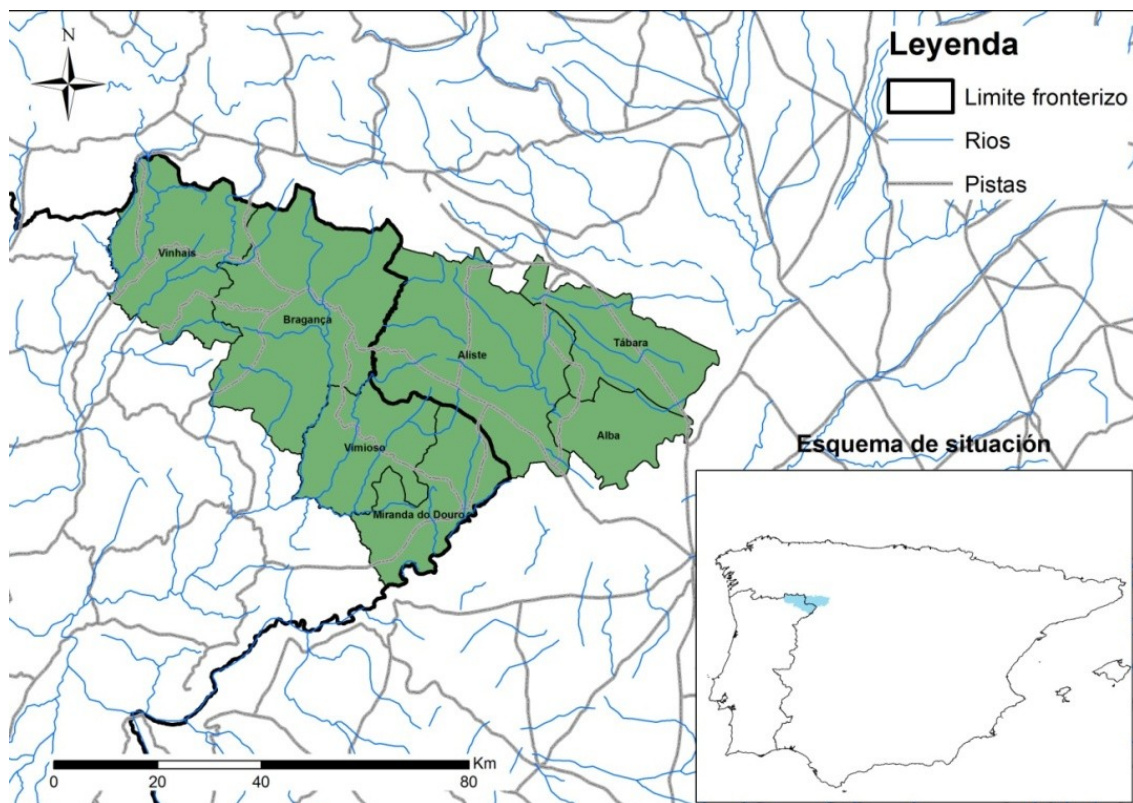 N
Leyenda
Limite fronterizo
Rios
Pistas
Vinhais
Bragança
Aliste
Tábara
Alba
Vimioso
Miranda do Douro
Esquema de situación
Km
0 20 40 80